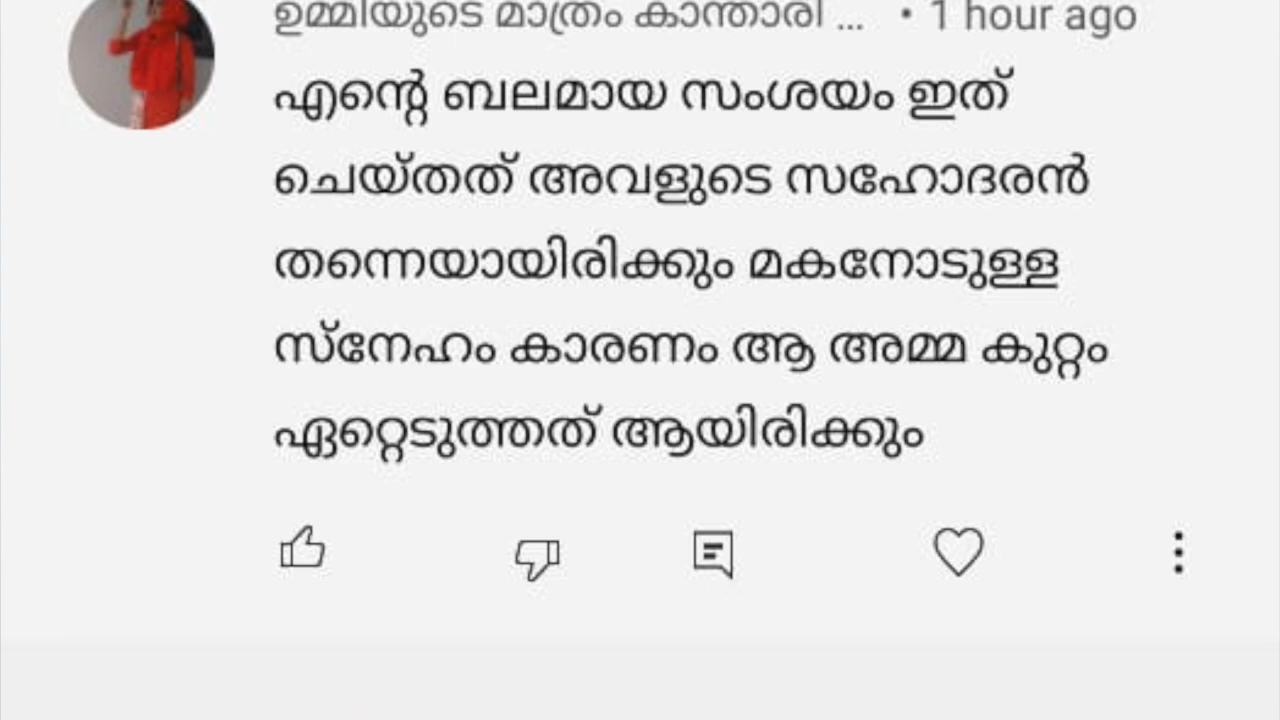 ഉമ്മിയുടെ മാത്രം കാന്താരി ... • 1 hour ago
എന്റെ ബലമായ സംശയം ഇത്
ചെയ്തത് അവളുടെ സഹോദരൻ
തന്നെയായിരിക്കും മകനോടുള്ള
സ്നേഹം കാരണം ആ അമ്മ കുറ്റം
ഏറ്റെടുത്തത് ആയിരിക്കും